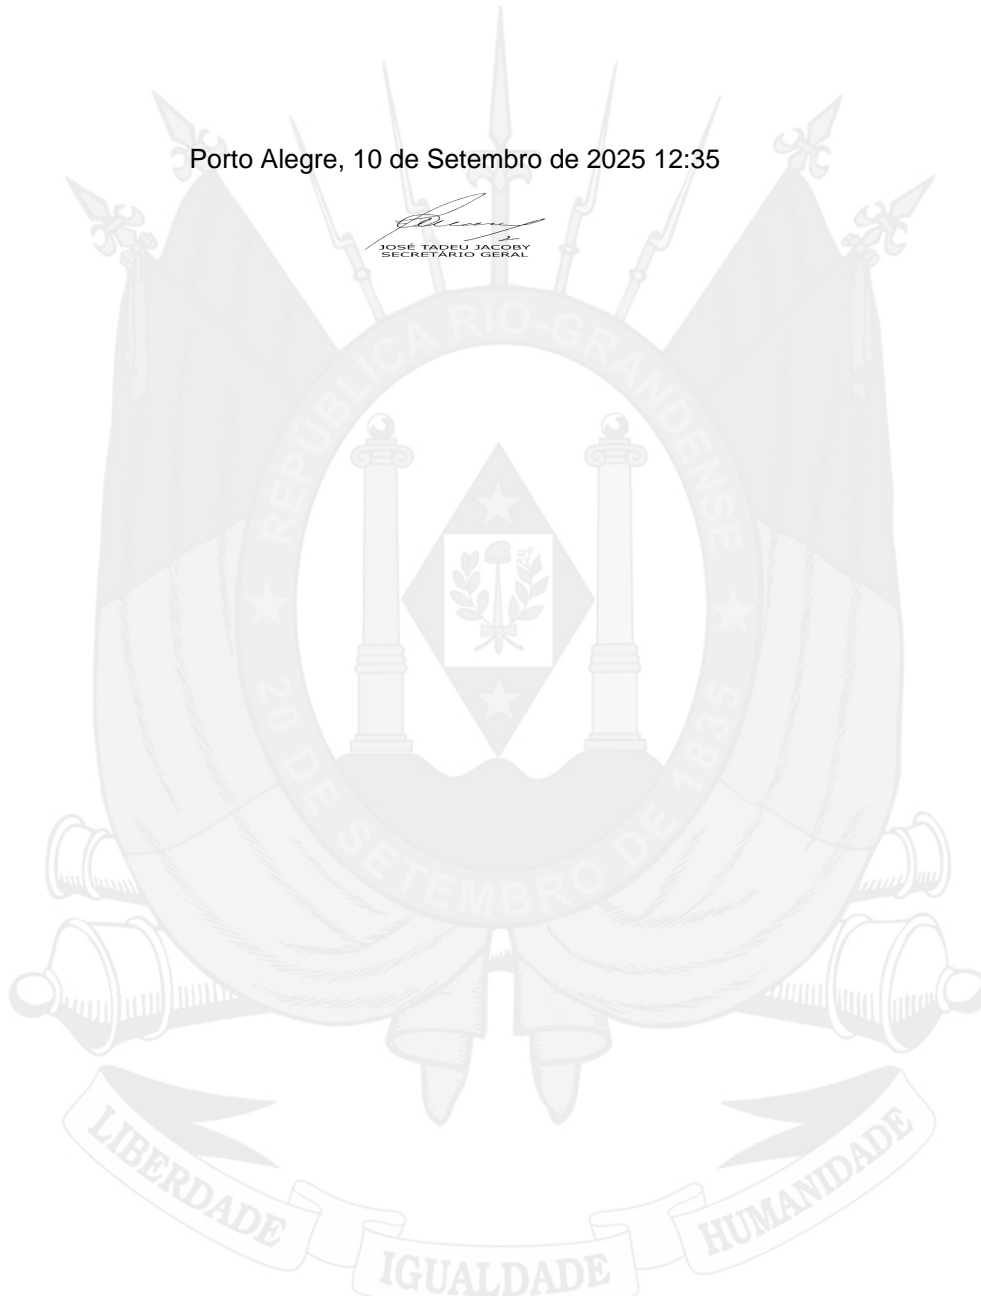 Porto Alegre, 10 de Setembro de 2025 12:35
JOSÉ TADEU JACOBY
SECRETÁRIO GERAL
REPÚBLICA RIO-GRANDENSE
20 DE SETEMBRO DE 1835
LIBERDADE
IGUALDADE
HUMANIDADE